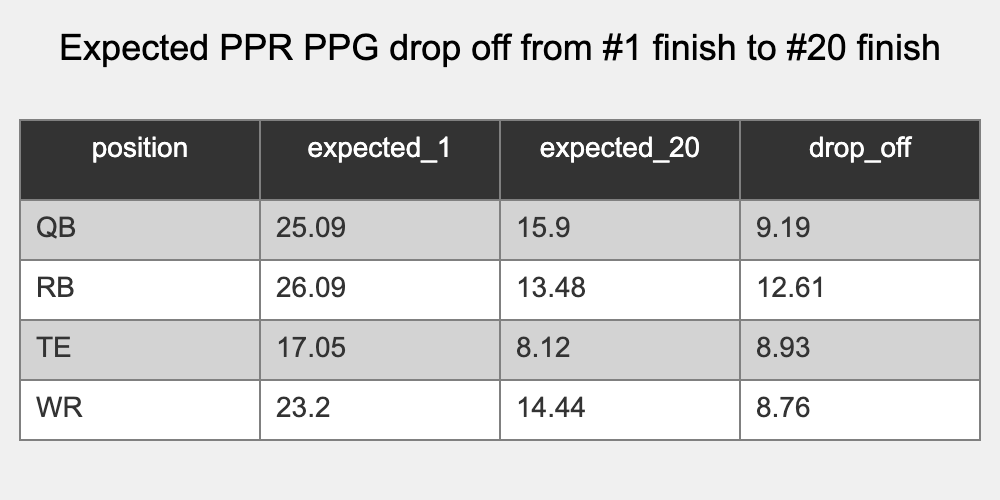 Expected PPR PPG drop off from #1 finish to #20 finish
position expected_1 expected_20 drop_off
QB 25.09 15.9 9.19
RB 26.09 13.48 12.61
TE 17.05 8.12 8.93
WR 23.2 14.44 8.76